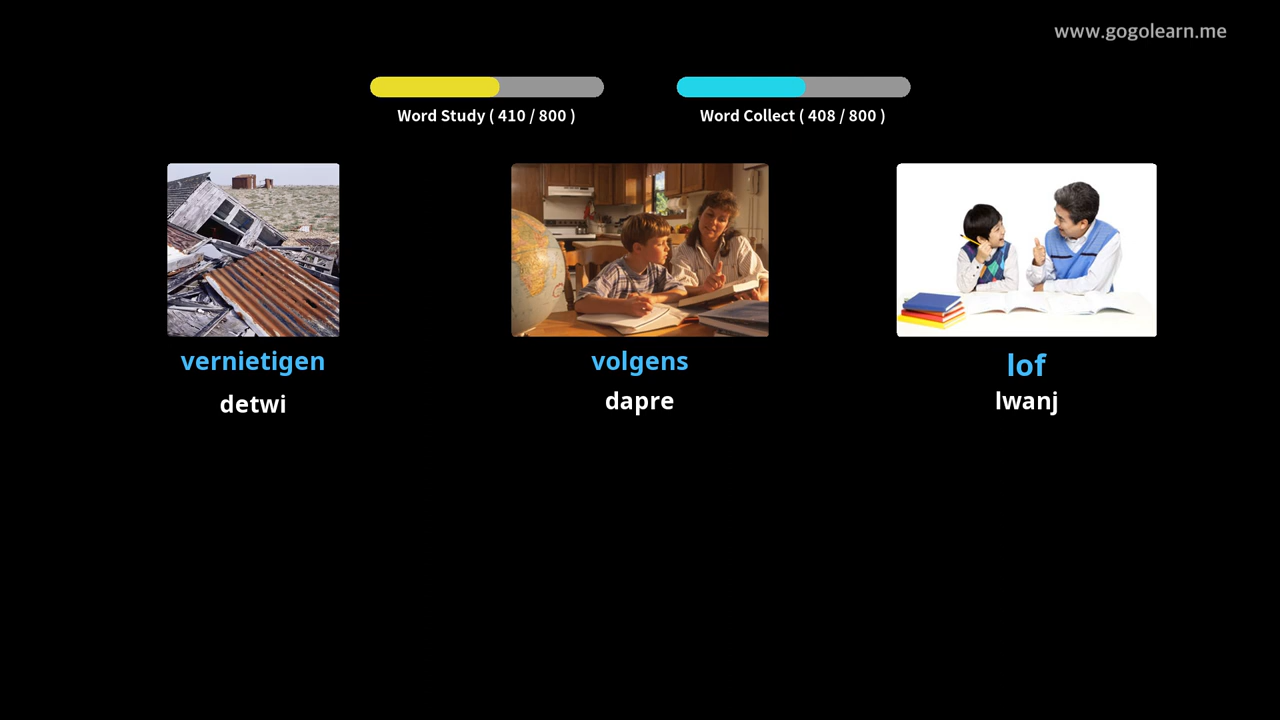 www.gogolearn.me
Word Study ( 410 / 800 )
Word Collect ( 408 / 800 )
vernietigen
detwi
volgens
dapre
lof
lwanj